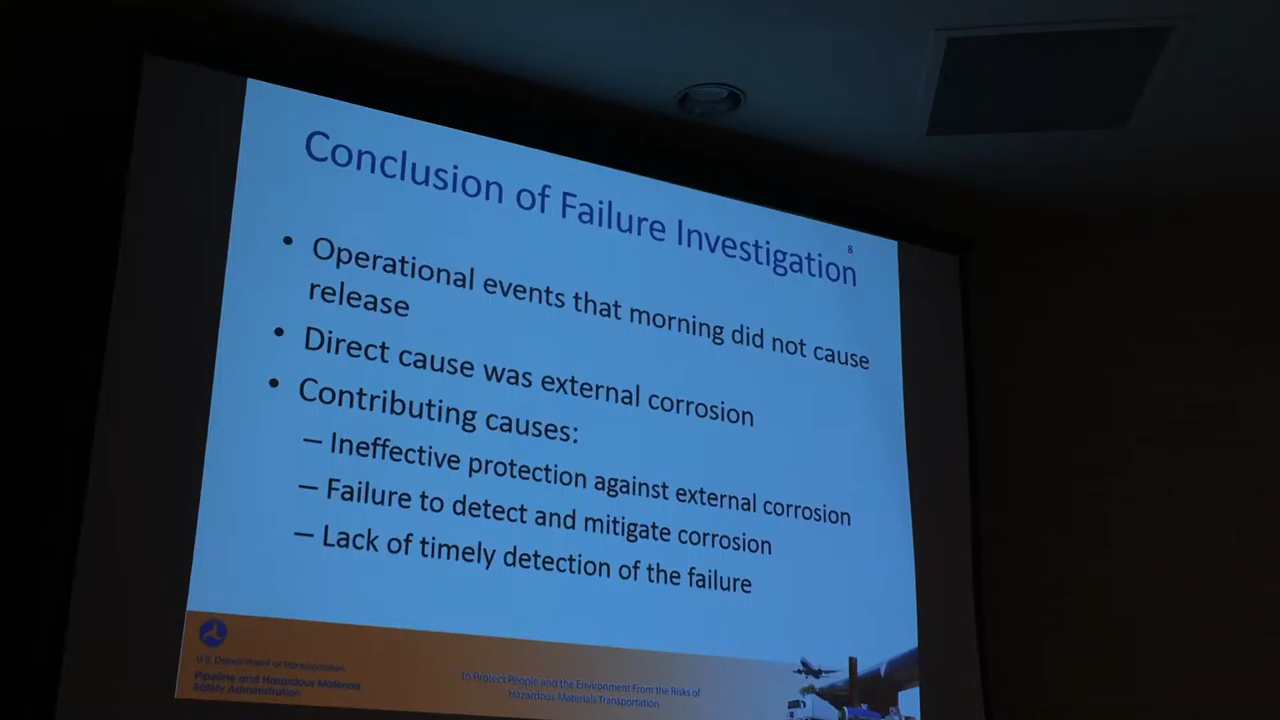 Conclusion of Failure Investigation
8
• Operational events that morning did not cause
release
• Direct cause was external corrosion
• Contributing causes:
– Ineffective protection against external corrosion
– Failure to detect and mitigate corrosion
– Lack of timely detection of the failure
U.S. Department of Transportation
Pipeline and Hazardous Materials
Safety Administration
To Protect People and the Environment From the Risks of
Hazardous Materials Transportation